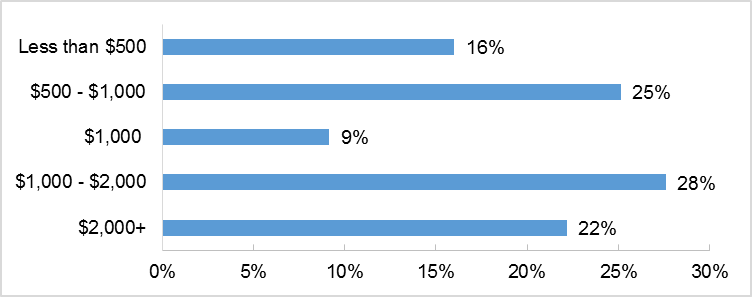 Less than $500 16%
$500 - $1,000 25%
$1,000 9%
$1,000 - $2,000 28%
$2,000+ 22%
0% 5% 10% 15% 20% 25% 30%